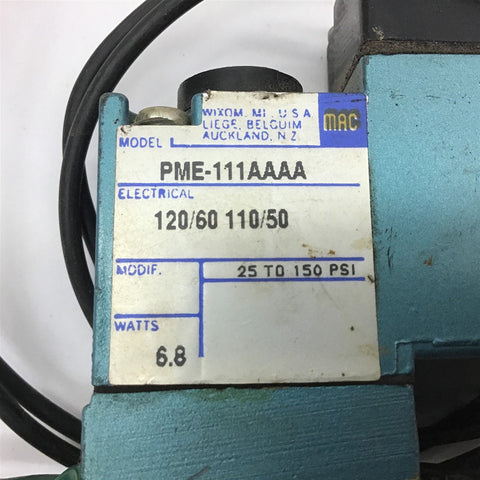 WIXOM, MI., U.S.A.
LIEGE, BELGUIM
AUCKLAND, N.Z.
MAC
MODEL
PME-111AAAA
ELECTRICAL
120/60 110/50
MODIF.
25 TO 150 PSI
WATTS
6.8